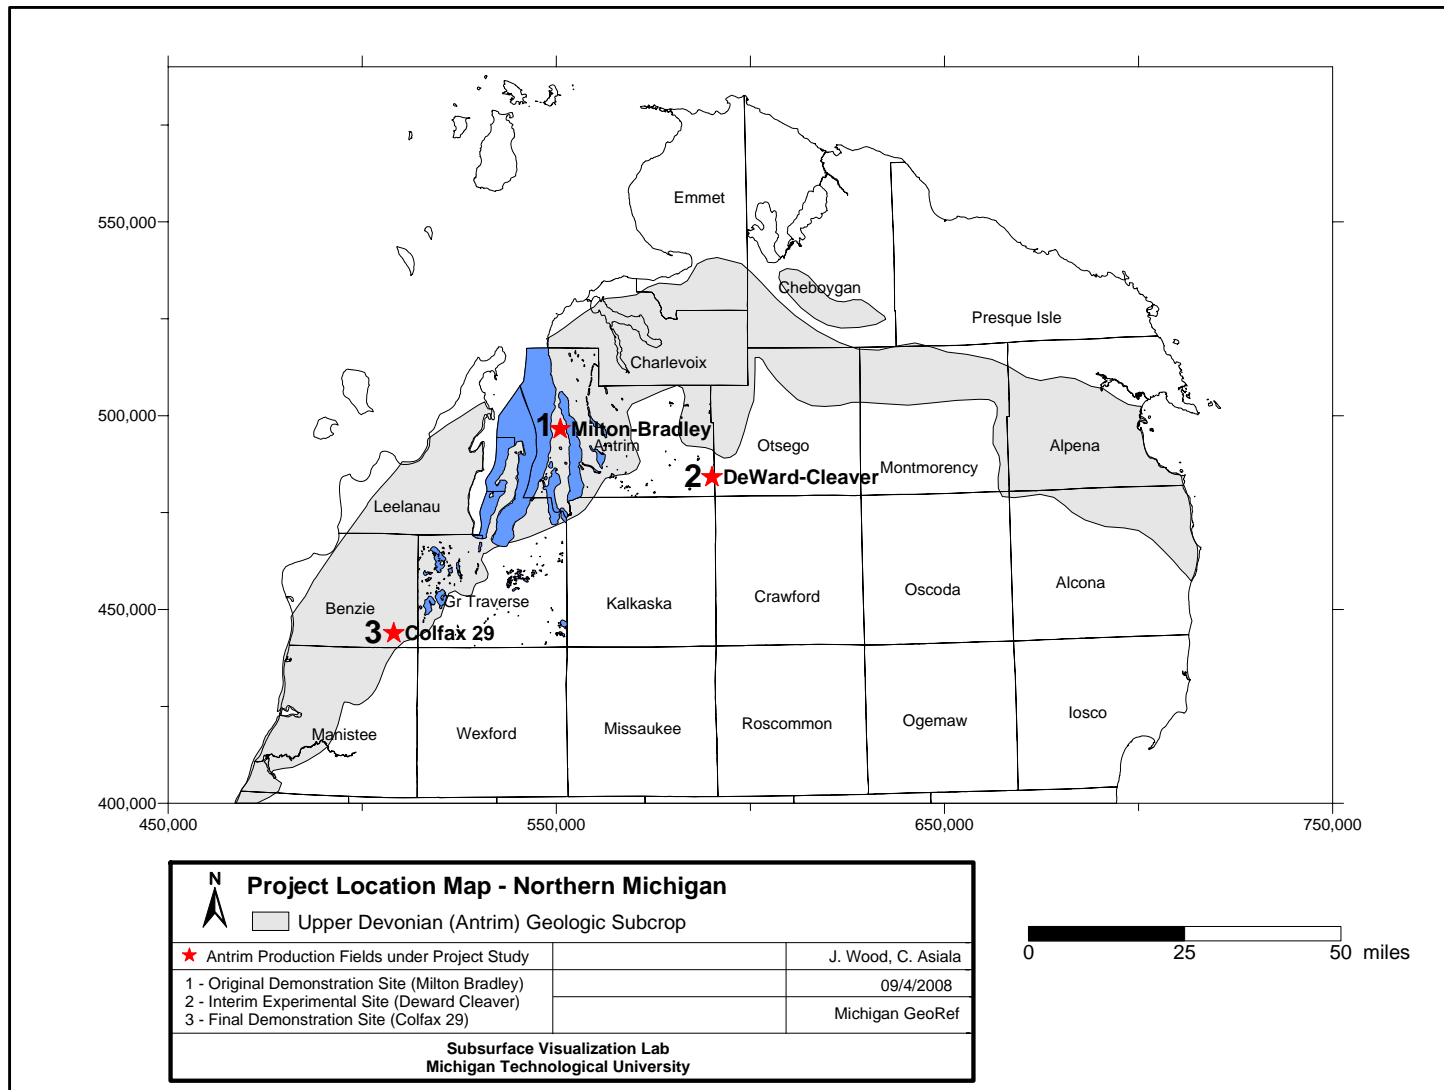 Emmet
550,000
Cheboygan
Presque Isle
Charlevoix
500,000
1 Milton-Bradley
Antrim
Otsego
Alpena
Montmorency
2 DeWard-Cleaver
Leelanau
Alcona
Oscoda
Crawford
Kalkaska
Gr Traverse
Benzie
450,000
3 Colfax 29
Iosco
Ogemaw
Roscommon
Missaukee
Wexford
Manistee
400,000
450,000 550,000 650,000 750,000
N
Project Location Map - Northern Michigan
Upper Devonian (Antrim) Geologic Subcrop
Antrim Production Fields under Project Study
J. Wood, C. Asiala
1 - Original Demonstration Site (Milton Bradley)
2 - Interim Experimental Site (Deward Cleaver)
3 - Final Demonstration Site (Colfax 29)
09/4/2008
Michigan GeoRef
Subsurface Visualization Lab
Michigan Technological University
0 25 50 miles